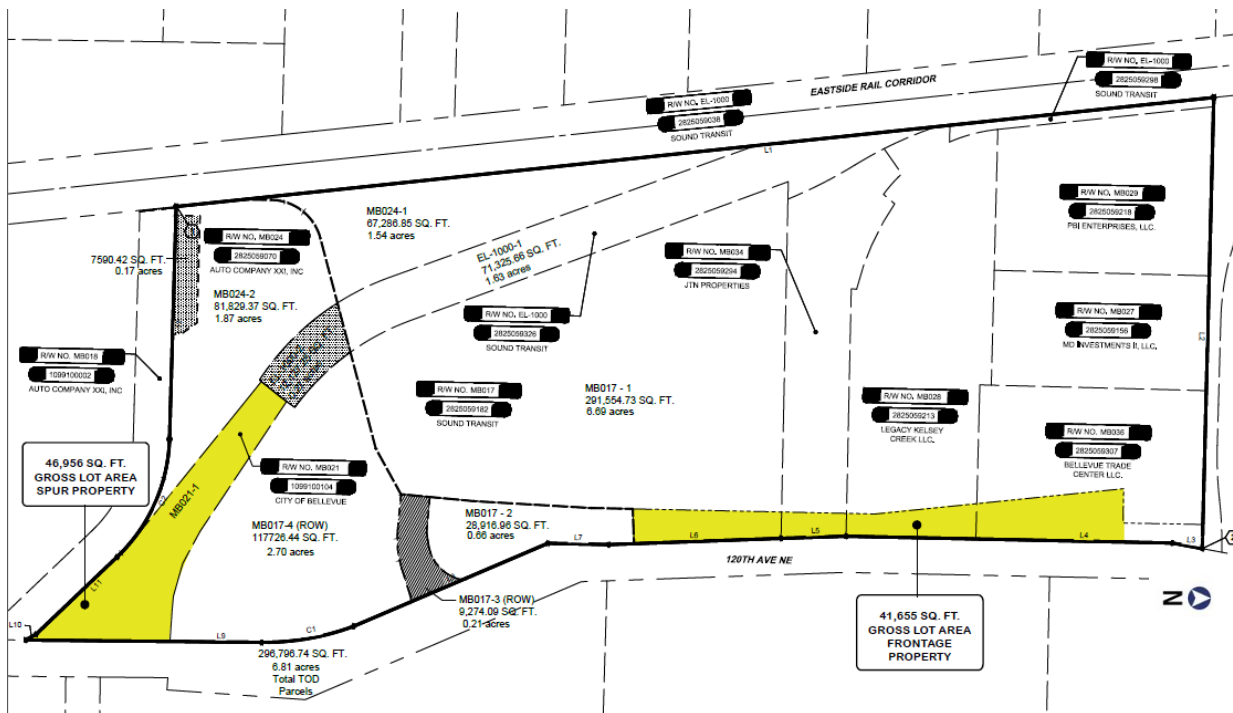 EASTSIDE RAIL CORRIDOR
R/W NO. EL-1000
2825059298
SOUND TRANSIT
R/W NO. EL-1000
2825059038
SOUND TRANSIT
L1
MB024-1
67,286.85 SQ. FT.
1.54 acres
R/W NO. MB029
2825059218
PBJ ENTERPRISES, LLC.
R/W NO. MB024
2825059070
AUTO COMPANY XXI, INC
7590.42 SQ. FT.
0.17 acres
EL-1000-1
71,325.66 SQ. FT.
1.63 acres
R/W NO. MB034
2825059294
JTN PROPERTIES
MB024-2
81,829.37 SQ. FT.
1.87 acres
R/W NO. EL-1000
2825059326
SOUND TRANSIT
R/W NO. MB027
2825059156
MD INVESTMENTS II, LLC.
L2
R/W NO. MB018
1099100002
AUTO COMPANY XXI, INC
R/W NO. MB017
2825059182
SOUND TRANSIT
MB017 - 1
291,554.73 SQ. FT.
6.69 acres
R/W NO. MB028
2825059213
LEGACY KELSEY
CREEK LLC.
R/W NO. MB036
2825059307
BELLEVUE TRADE
CENTER LLC.
46,956 SQ. FT.
GROSS LOT AREA
SPUR PROPERTY
R/W NO. MB021
1099100104
CITY OF BELLEVUE
C2
MB021-1
MB017-4 (ROW)
117726.44 SQ. FT.
2.70 acres
MB017 - 2
28,916.96 SQ. FT.
0.66 acres
L7
L6
L5
L4
L3
120TH AVE NE
L11
MB017-3 (ROW)
9,274.09 SQ. FT.
0.21 acres
N
L10
L9
C1
41,655 SQ. FT.
GROSS LOT AREA
FRONTAGE
PROPERTY
296,796.74 SQ. FT.
6.81 acres
Total TOD
Parcels